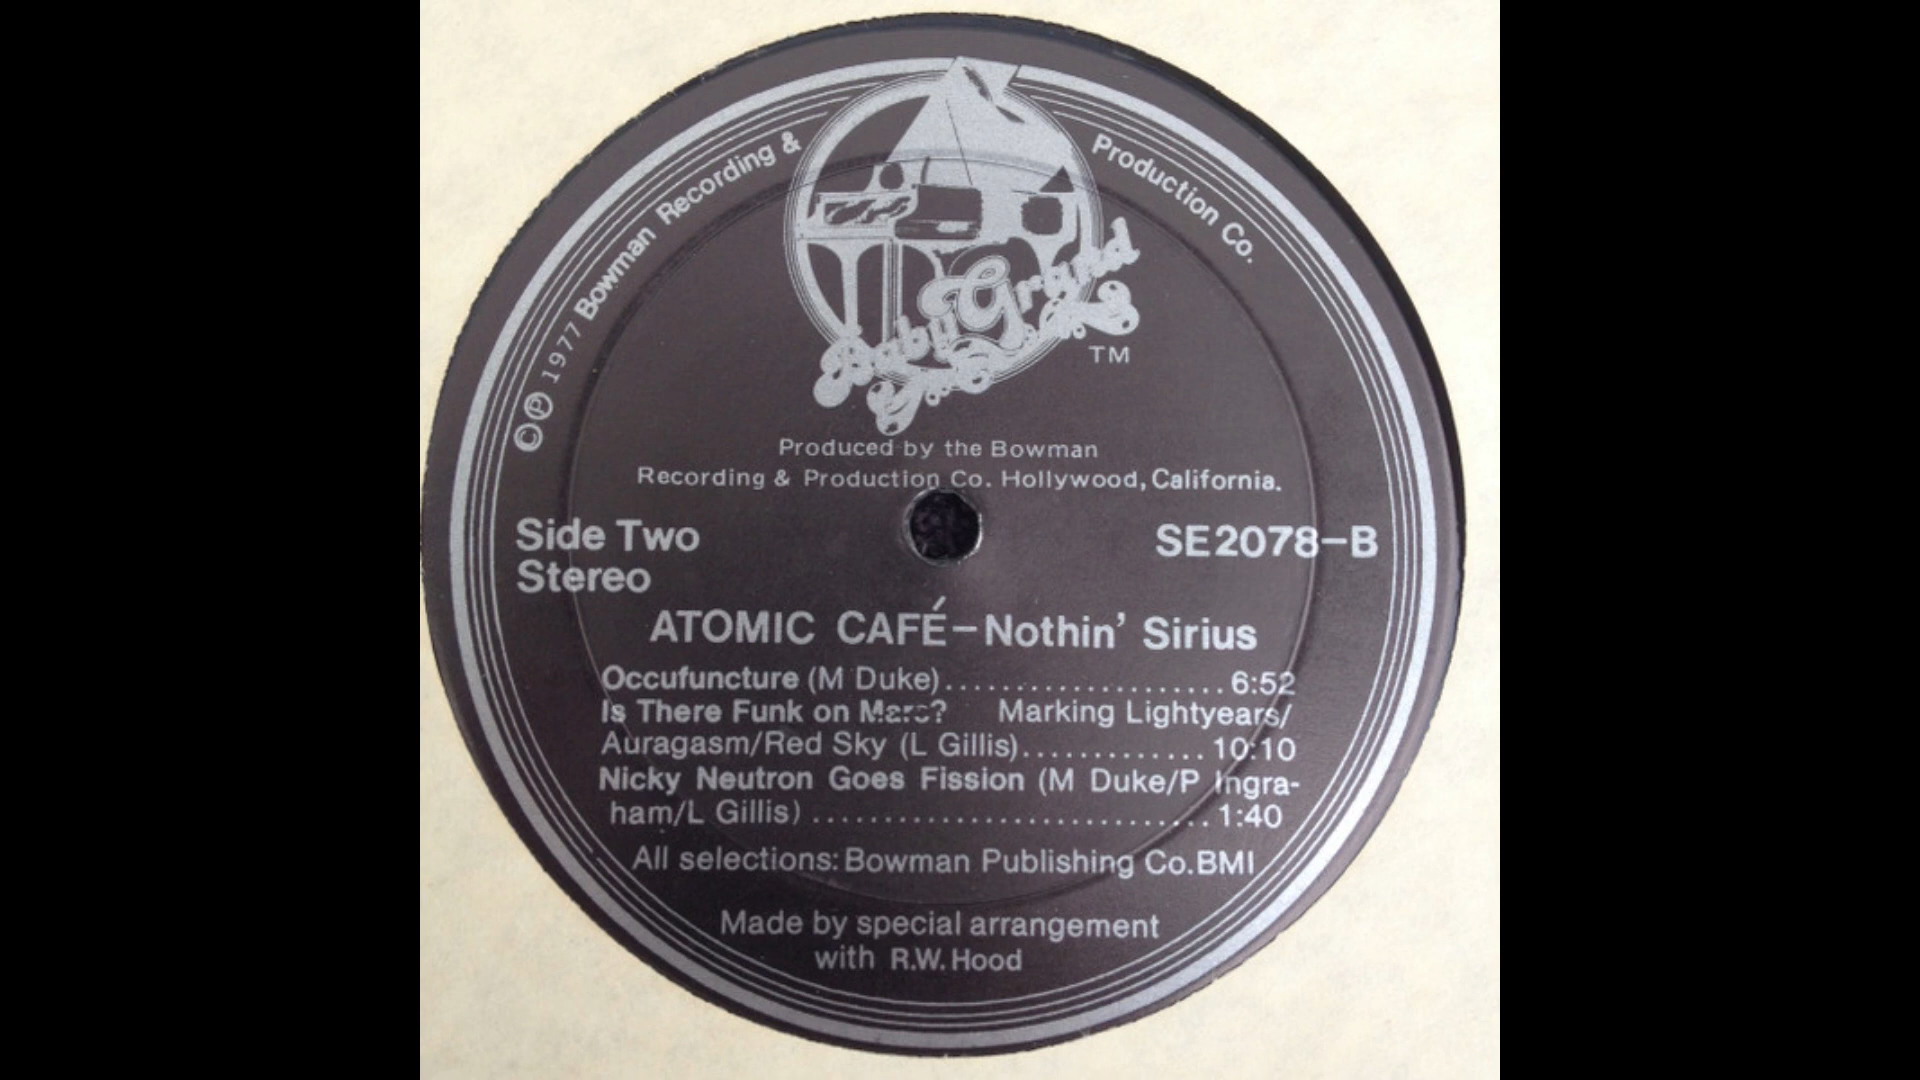 ©℗ 1977 Bowman Recording & Production Co.
Baby Grand
TM
Produced by the Bowman
Recording & Production Co. Hollywood, California.
Side Two
Stereo
SE2078-B
ATOMIC CAFÉ-Nothin' Sirius
Occufuncture (M Duke)..................... 6:52
Is There Funk on Mars? Marking Lightyears/
Auragasm/Red Sky (L Gillis)............. 10:10
Nicky Neutron Goes Fission (M Duke/P Ingra-
ham/L Gillis) ............................ 1:40
All selections: Bowman Publishing Co.BMI
Made by special arrangement
with R.W. Hood